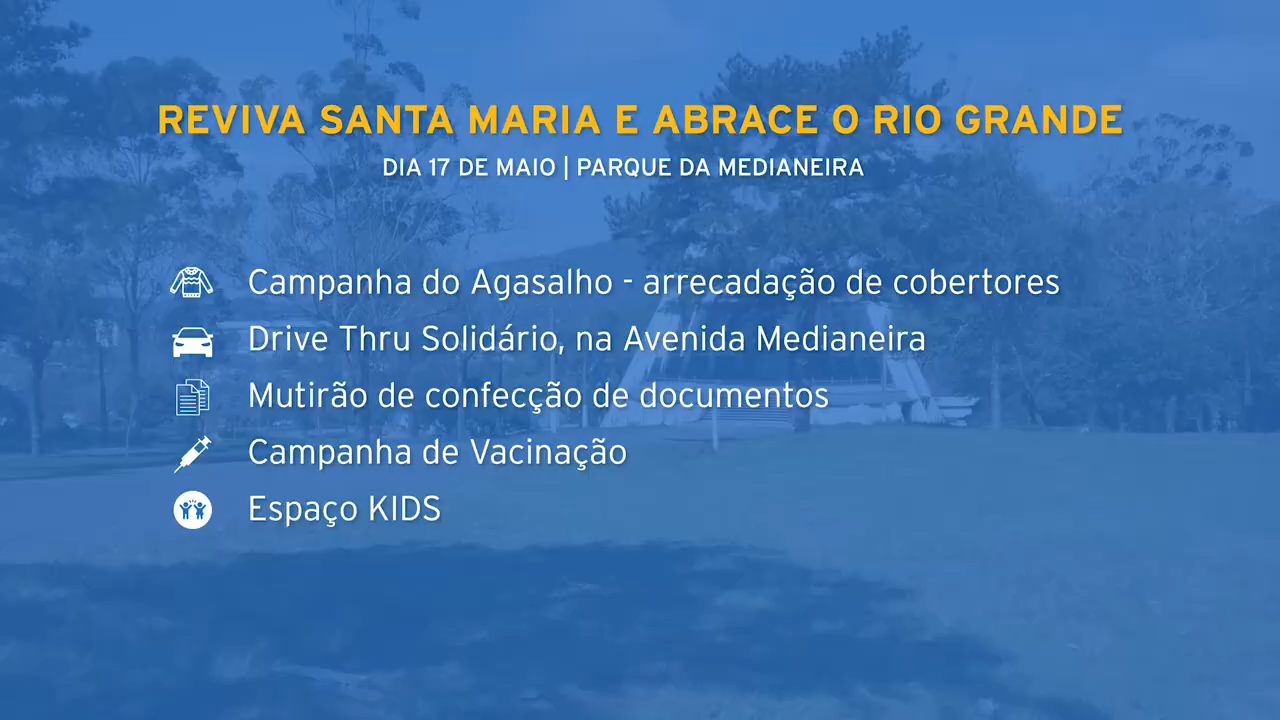 REVIVA SANTA MARIA E ABRACE O RIO GRANDE
DIA 17 DE MAIO | PARQUE DA MEDIANEIRA
Campanha do Agasalho - arrecadação de cobertores
Drive Thru Solidário, na Avenida Medianeira
Mutirão de confecção de documentos
Campanha de Vacinação
Espaço KIDS